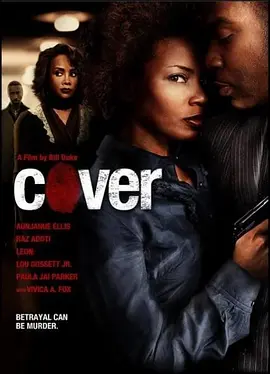 A Film by Bill Duke
cover
AUNJANUE ELLIS
RAZ ADOTI
LEON
LOU GOSSETT JR.
PAULA JAI PARKER
WITH VIVICA A. FOX
BETRAYAL CAN
BE MURDER.